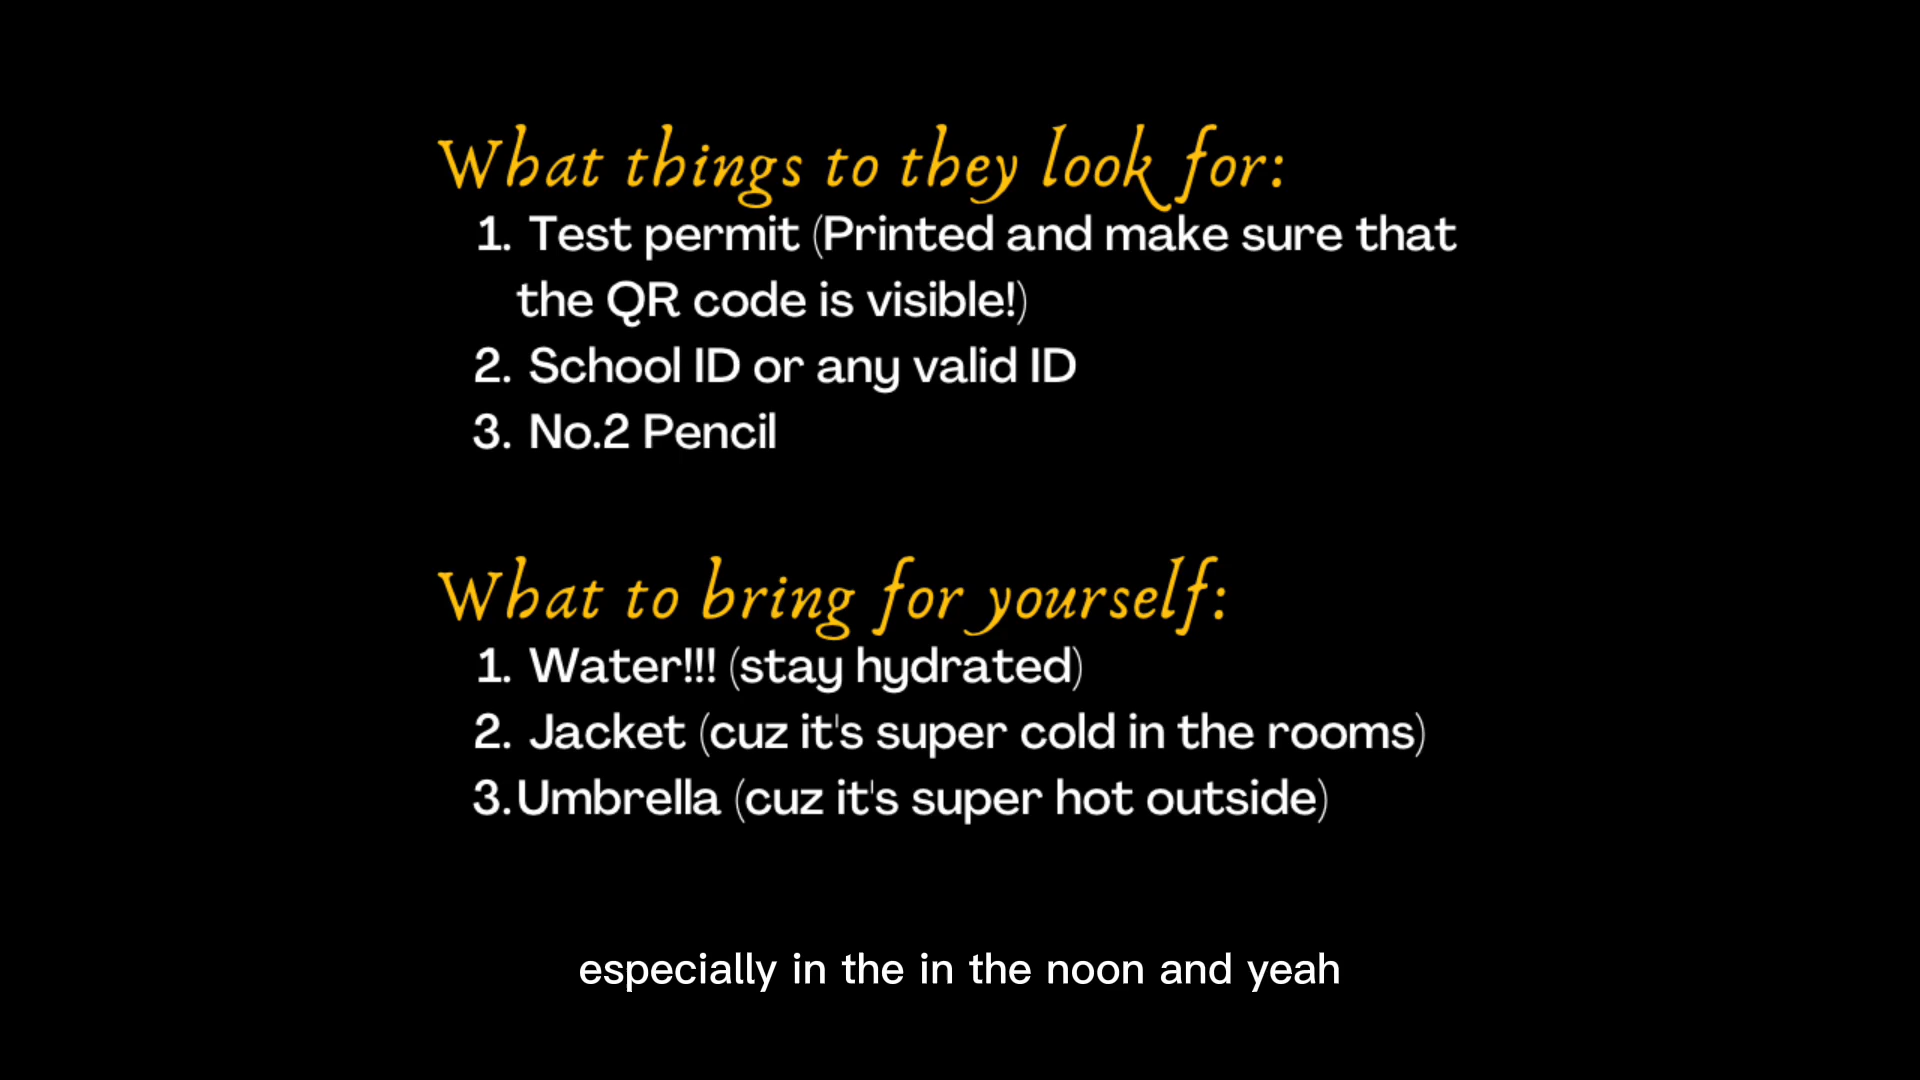 What things to they look for:
1. Test permit (Printed and make sure that
the QR code is visible!)
2. School ID or any valid ID
3. No.2 Pencil
What to bring for yourself:
1. Water!!! (stay hydrated)
2. Jacket (cuz it's super cold in the rooms)
3.Umbrella (cuz it's super hot outside)
especially in the in the noon and yeah